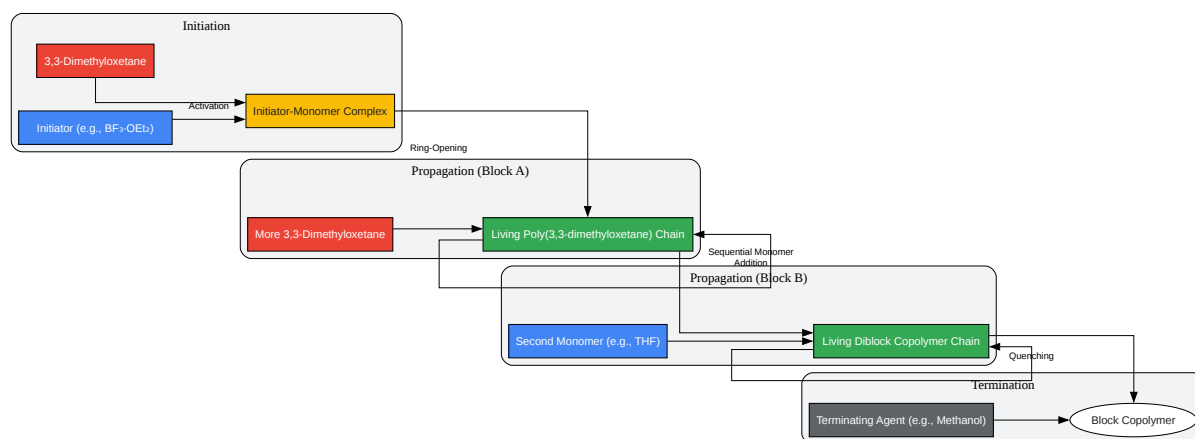 Initiation
3,3-Dimethyloxetane
Activation
Initiator (e.g., BF₃·OEt₂)
Initiator-Monomer Complex
Ring-Opening
Propagation (Block A)
More 3,3-Dimethyloxetane
Living Poly(3,3-dimethyloxetane) Chain
Sequential Monomer
Addition
Propagation (Block B)
Second Monomer (e.g., THF)
Living Diblock Copolymer Chain
Quenching
Termination
Terminating Agent (e.g., Methanol)
Block Copolymer